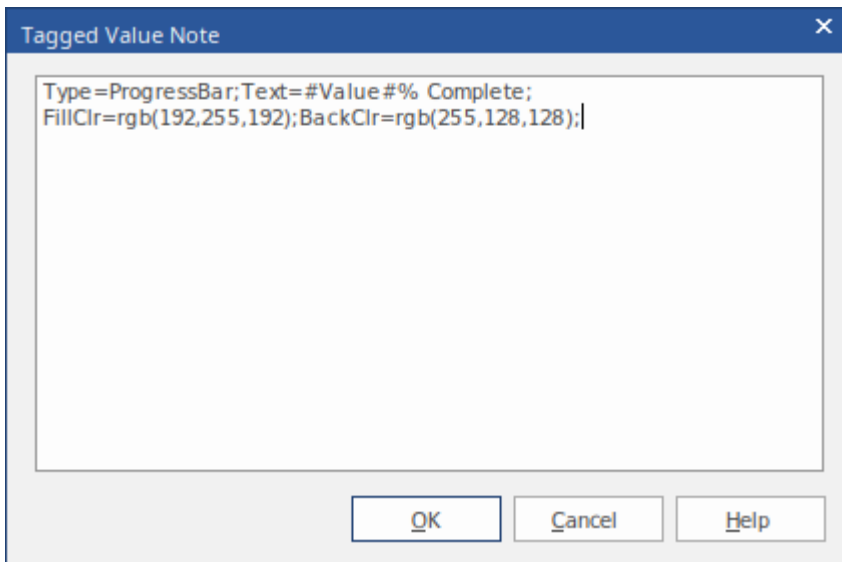 Tagged Value Note
Type=ProgressBar;Text=#Value#% Complete;
FillClr=rgb(192,255,192);BackClr=rgb(255,128,128);
OK
Cancel
Help